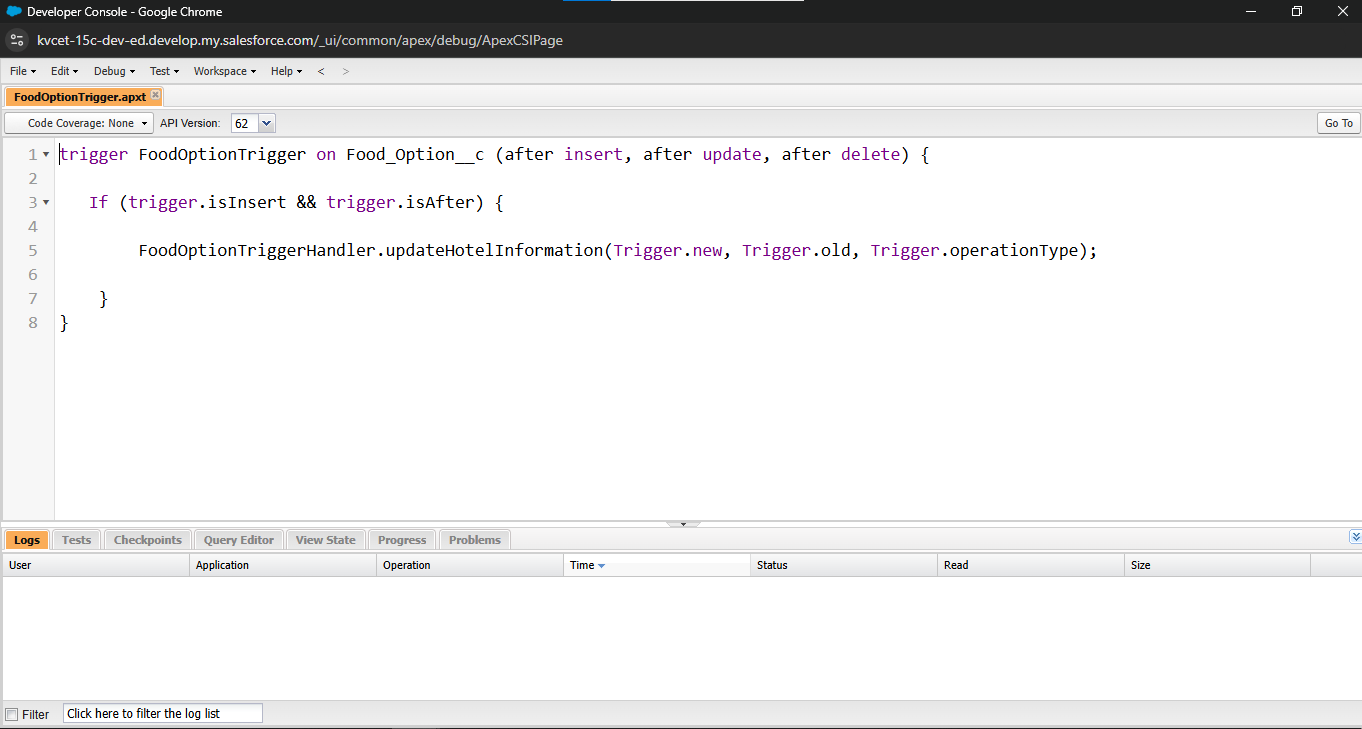 Developer Console - Google Chrome
kvcet-15c-dev-ed.develop.my.salesforce.com/_ui/common/apex/debug/ApexCSIPage
File Edit Debug Test Workspace Help < >
FoodOptionTrigger.apxt
Code Coverage: None API Version: 62 Go To
1 trigger FoodOptionTrigger on Food_Option__c (after insert, after update, after delete) {
2
3 If (trigger.isInsert && trigger.isAfter) {
4
5 FoodOptionTriggerHandler.updateHotelInformation(Trigger.new, Trigger.old, Trigger.operationType);
6
7 }
8 }
Logs Tests Checkpoints Query Editor View State Progress Problems
User Application Operation Time Status Read Size
Filter Click here to filter the log list